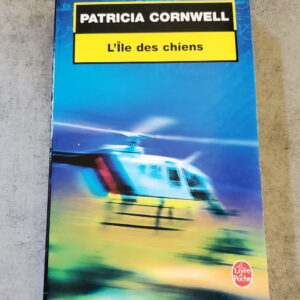 PATRICIA CORNWELL
L'Île des chiens
Le Livre
de
Poche